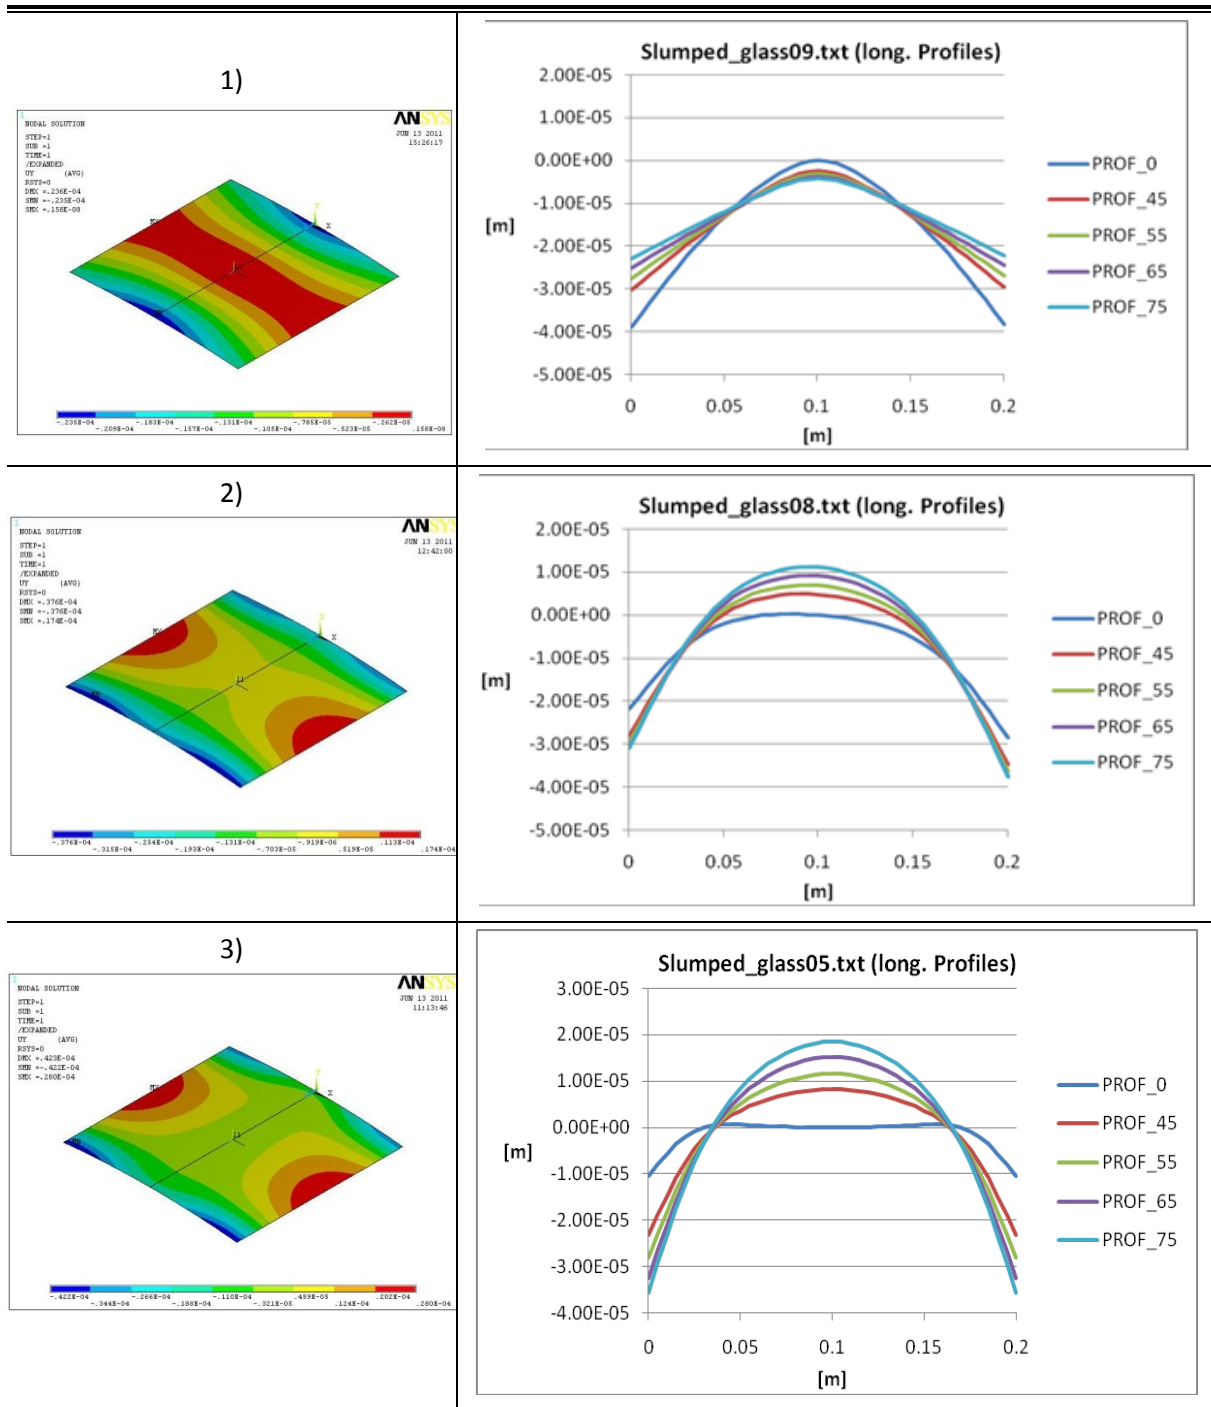 1)
1
NODAL SOLUTION
STEP=1
SUB =1
TIME=1
/EXPANDED
UY (AVG)
RSYS=0
DMX =.236E-04
SMN =-.235E-04
SMX =.158E-08
ANSYS
JUN 13 2011
15:26:17
MX
Y
X
-.235E-04 -.183E-04 -.131E-04 -.785E-05 -.262E-05
-.209E-04 -.157E-04 -.105E-04 -.523E-05 .158E-08
Slumped_glass09.txt (long. Profiles)
2.00E-05
1.00E-05
0.00E+00
-1.00E-05
-2.00E-05
-3.00E-05
-4.00E-05
-5.00E-05
[m]
0 0.05 0.1 0.15 0.2
[m]
PROF_0
PROF_45
PROF_55
PROF_65
PROF_75
2)
1
NODAL SOLUTION
STEP=1
SUB =1
TIME=1
/EXPANDED
UY (AVG)
RSYS=0
DMX =.376E-04
SMN =-.376E-04
SMX =.174E-04
ANSYS
JUN 13 2011
12:42:00
MX
X
MN
-.376E-04 -.254E-04 -.131E-04 -.919E-06 .113E-04
-.315E-04 -.193E-04 -.703E-05 .519E-05 .174E-04
Slumped_glass08.txt (long. Profiles)
2.00E-05
1.00E-05
0.00E+00
-1.00E-05
-2.00E-05
-3.00E-05
-4.00E-05
-5.00E-05
[m]
0 0.05 0.1 0.15 0.2
[m]
PROF_0
PROF_45
PROF_55
PROF_65
PROF_75
3)
1
NODAL SOLUTION
STEP=1
SUB =1
TIME=1
/EXPANDED
UY (AVG)
RSYS=0
DMX =.423E-04
SMN =-.422E-04
SMX =.280E-04
ANSYS
JUN 13 2011
11:13:46
MX
X
MN
-.422E-04 -.266E-04 -.110E-04 .459E-05 .202E-04
-.344E-04 -.188E-04 -.321E-05 .124E-04 .280E-04
Slumped_glass05.txt (long. Profiles)
3.00E-05
2.00E-05
1.00E-05
0.00E+00
-1.00E-05
-2.00E-05
-3.00E-05
-4.00E-05
[m]
0 0.05 0.1 0.15 0.2
[m]
PROF_0
PROF_45
PROF_55
PROF_65
PROF_75